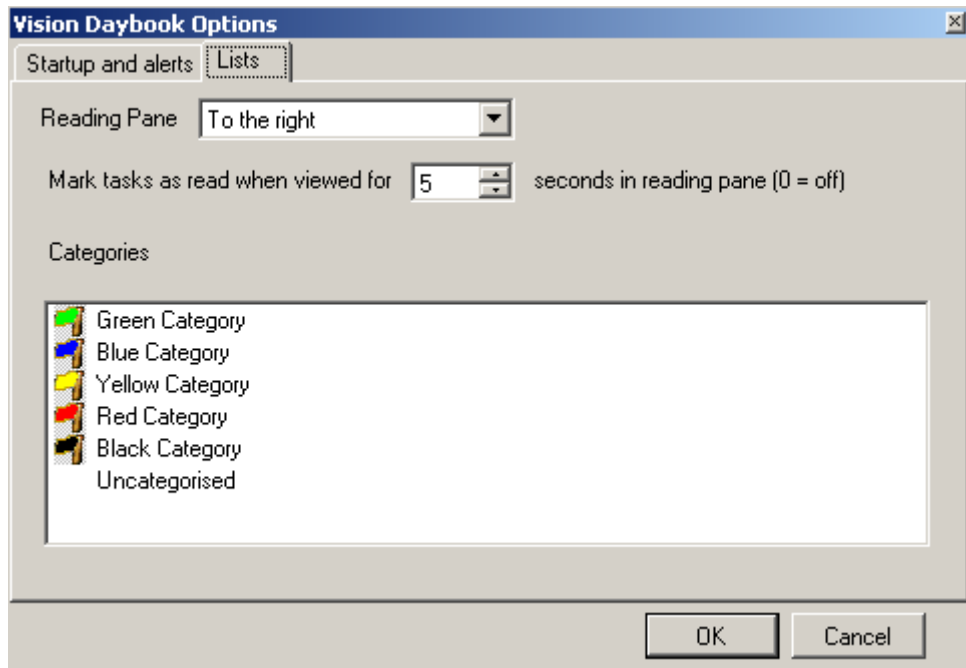 Vision Daybook Options
Startup and alerts Lists
Reading Pane To the right
Mark tasks as read when viewed for 5 seconds in reading pane (0 = off)
Categories
Green Category
Blue Category
Yellow Category
Red Category
Black Category
Uncategorised
OK Cancel